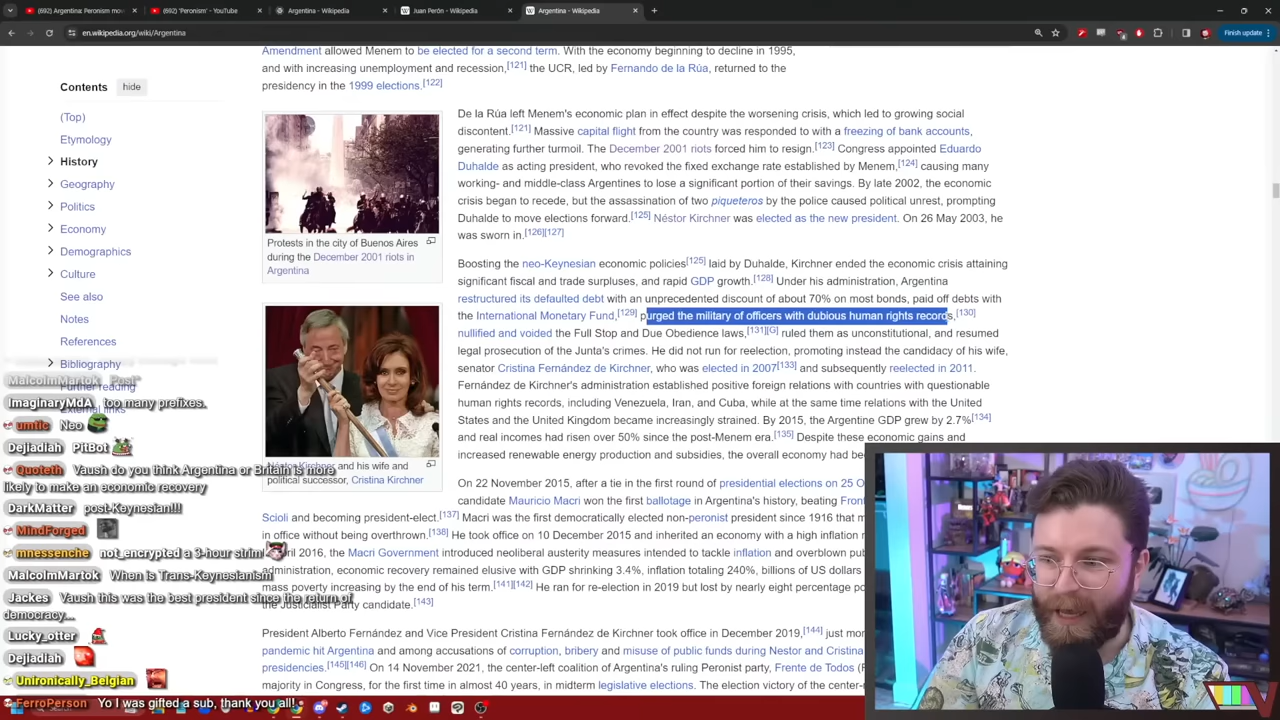 (692) Argentina: Peronism mov
(692) 'Peronism' - YouTube
Argentina - Wikipedia
Juan Perón - Wikipedia
Argentina - Wikipedia
en.wikipedia.org/wiki/Argentina
Finish update
Contents hide
(Top)
Etymology
History
Geography
Politics
Economy
Demographics
Culture
See also
Notes
References
Bibliography
Further reading
External links
Amendment allowed Menem to be elected for a second term. With the economy beginning to decline in 1995,
and with increasing unemployment and recession,[121] the UCR, led by Fernando de la Rúa, returned to the
presidency in the 1999 elections.[122]
Protests in the city of Buenos Aires
during the December 2001 riots in
Argentina
De la Rúa left Menem's economic plan in effect despite the worsening crisis, which led to growing social
discontent.[121] Massive capital flight from the country was responded to with a freezing of bank accounts,
generating further turmoil. The December 2001 riots forced him to resign.[123] Congress appointed Eduardo
Duhalde as acting president, who revoked the fixed exchange rate established by Menem,[124] causing many
working- and middle-class Argentines to lose a significant portion of their savings. By late 2002, the economic
crisis began to recede, but the assassination of two piqueteros by the police caused political unrest, prompting
Duhalde to move elections forward.[125] Néstor Kirchner was elected as the new president. On 26 May 2003, he
was sworn in.[126][127]
Néstor Kirchner and his wife and
political successor, Cristina Kirchner
Boosting the neo-Keynesian economic policies[125] laid by Duhalde, Kirchner ended the economic crisis attaining
significant fiscal and trade surpluses, and rapid GDP growth.[128] Under his administration, Argentina
restructured its defaulted debt with an unprecedented discount of about 70% on most bonds, paid off debts with
the International Monetary Fund,[129] purged the military of officers with dubious human rights records,[130]
nullified and voided the Full Stop and Due Obedience laws,[131][G] ruled them as unconstitutional, and resumed
legal prosecution of the Junta's crimes. He did not run for reelection, promoting instead the candidacy of his wife,
senator Cristina Fernández de Kirchner, who was elected in 2007[133] and subsequently reelected in 2011.
Fernández de Kirchner's administration established positive foreign relations with countries with questionable
human rights records, including Venezuela, Iran, and Cuba, while at the same time relations with the United
States and the United Kingdom became increasingly strained. By 2015, the Argentine GDP grew by 2.7%[134]
and real incomes had risen over 50% since the post-Menem era.[135] Despite these economic gains and
increased renewable energy production and subsidies, the overall economy had bee
On 22 November 2015, after a tie in the first round of presidential elections on 25 O
candidate Mauricio Macri won the first ballotage in Argentina's history, beating Front
Scioli and becoming president-elect.[137] Macri was the first democratically elected non-peronist president since 1916 that m
in office without being overthrown.[138] He took office on 10 December 2015 and inherited an economy with a high inflation r
April 2016, the Macri Government introduced neoliberal austerity measures intended to tackle inflation and overblown pub
administration, economic recovery remained elusive with GDP shrinking 3.4%, inflation totaling 240%, billions of US dollars
mass poverty increasing by the end of his term.[141][142] He ran for re-election in 2019 but lost by nearly eight percentage po
the Justicialist Party candidate.[143]
President Alberto Fernández and Vice President Cristina Fernández de Kirchner took office in December 2019,[144] just mor
pandemic hit Argentina and among accusations of corruption, bribery and misuse of public funds during Nestor and Cristina
presidencies.[145][146] On 14 November 2021, the center-left coalition of Argentina's ruling Peronist party, Frente de Todos (F
majority in Congress, for the first time in almost 40 years, in midterm legislative elections. The election victory of the center-
MalcolmMartok Post*
ImaginaryMdA too many prefixes.
umtic Neo
Dejladiah PitBot
Quoteth Vaush do you think Argentiina or Britain is more
likely to make an economic recovery
DarkMatter post-Keynesian!!!
MindForged
mnessenche not_encrypted a 3-hour strim!
MalcolmMartok When is Trans-Keynesianism
Jackes Vaush this was the best president since the return of
democracy...
Lucky_otter
Dejladiah
Unironically_Belgian
FerroPerson Yo I was gifted a sub, thank you all!